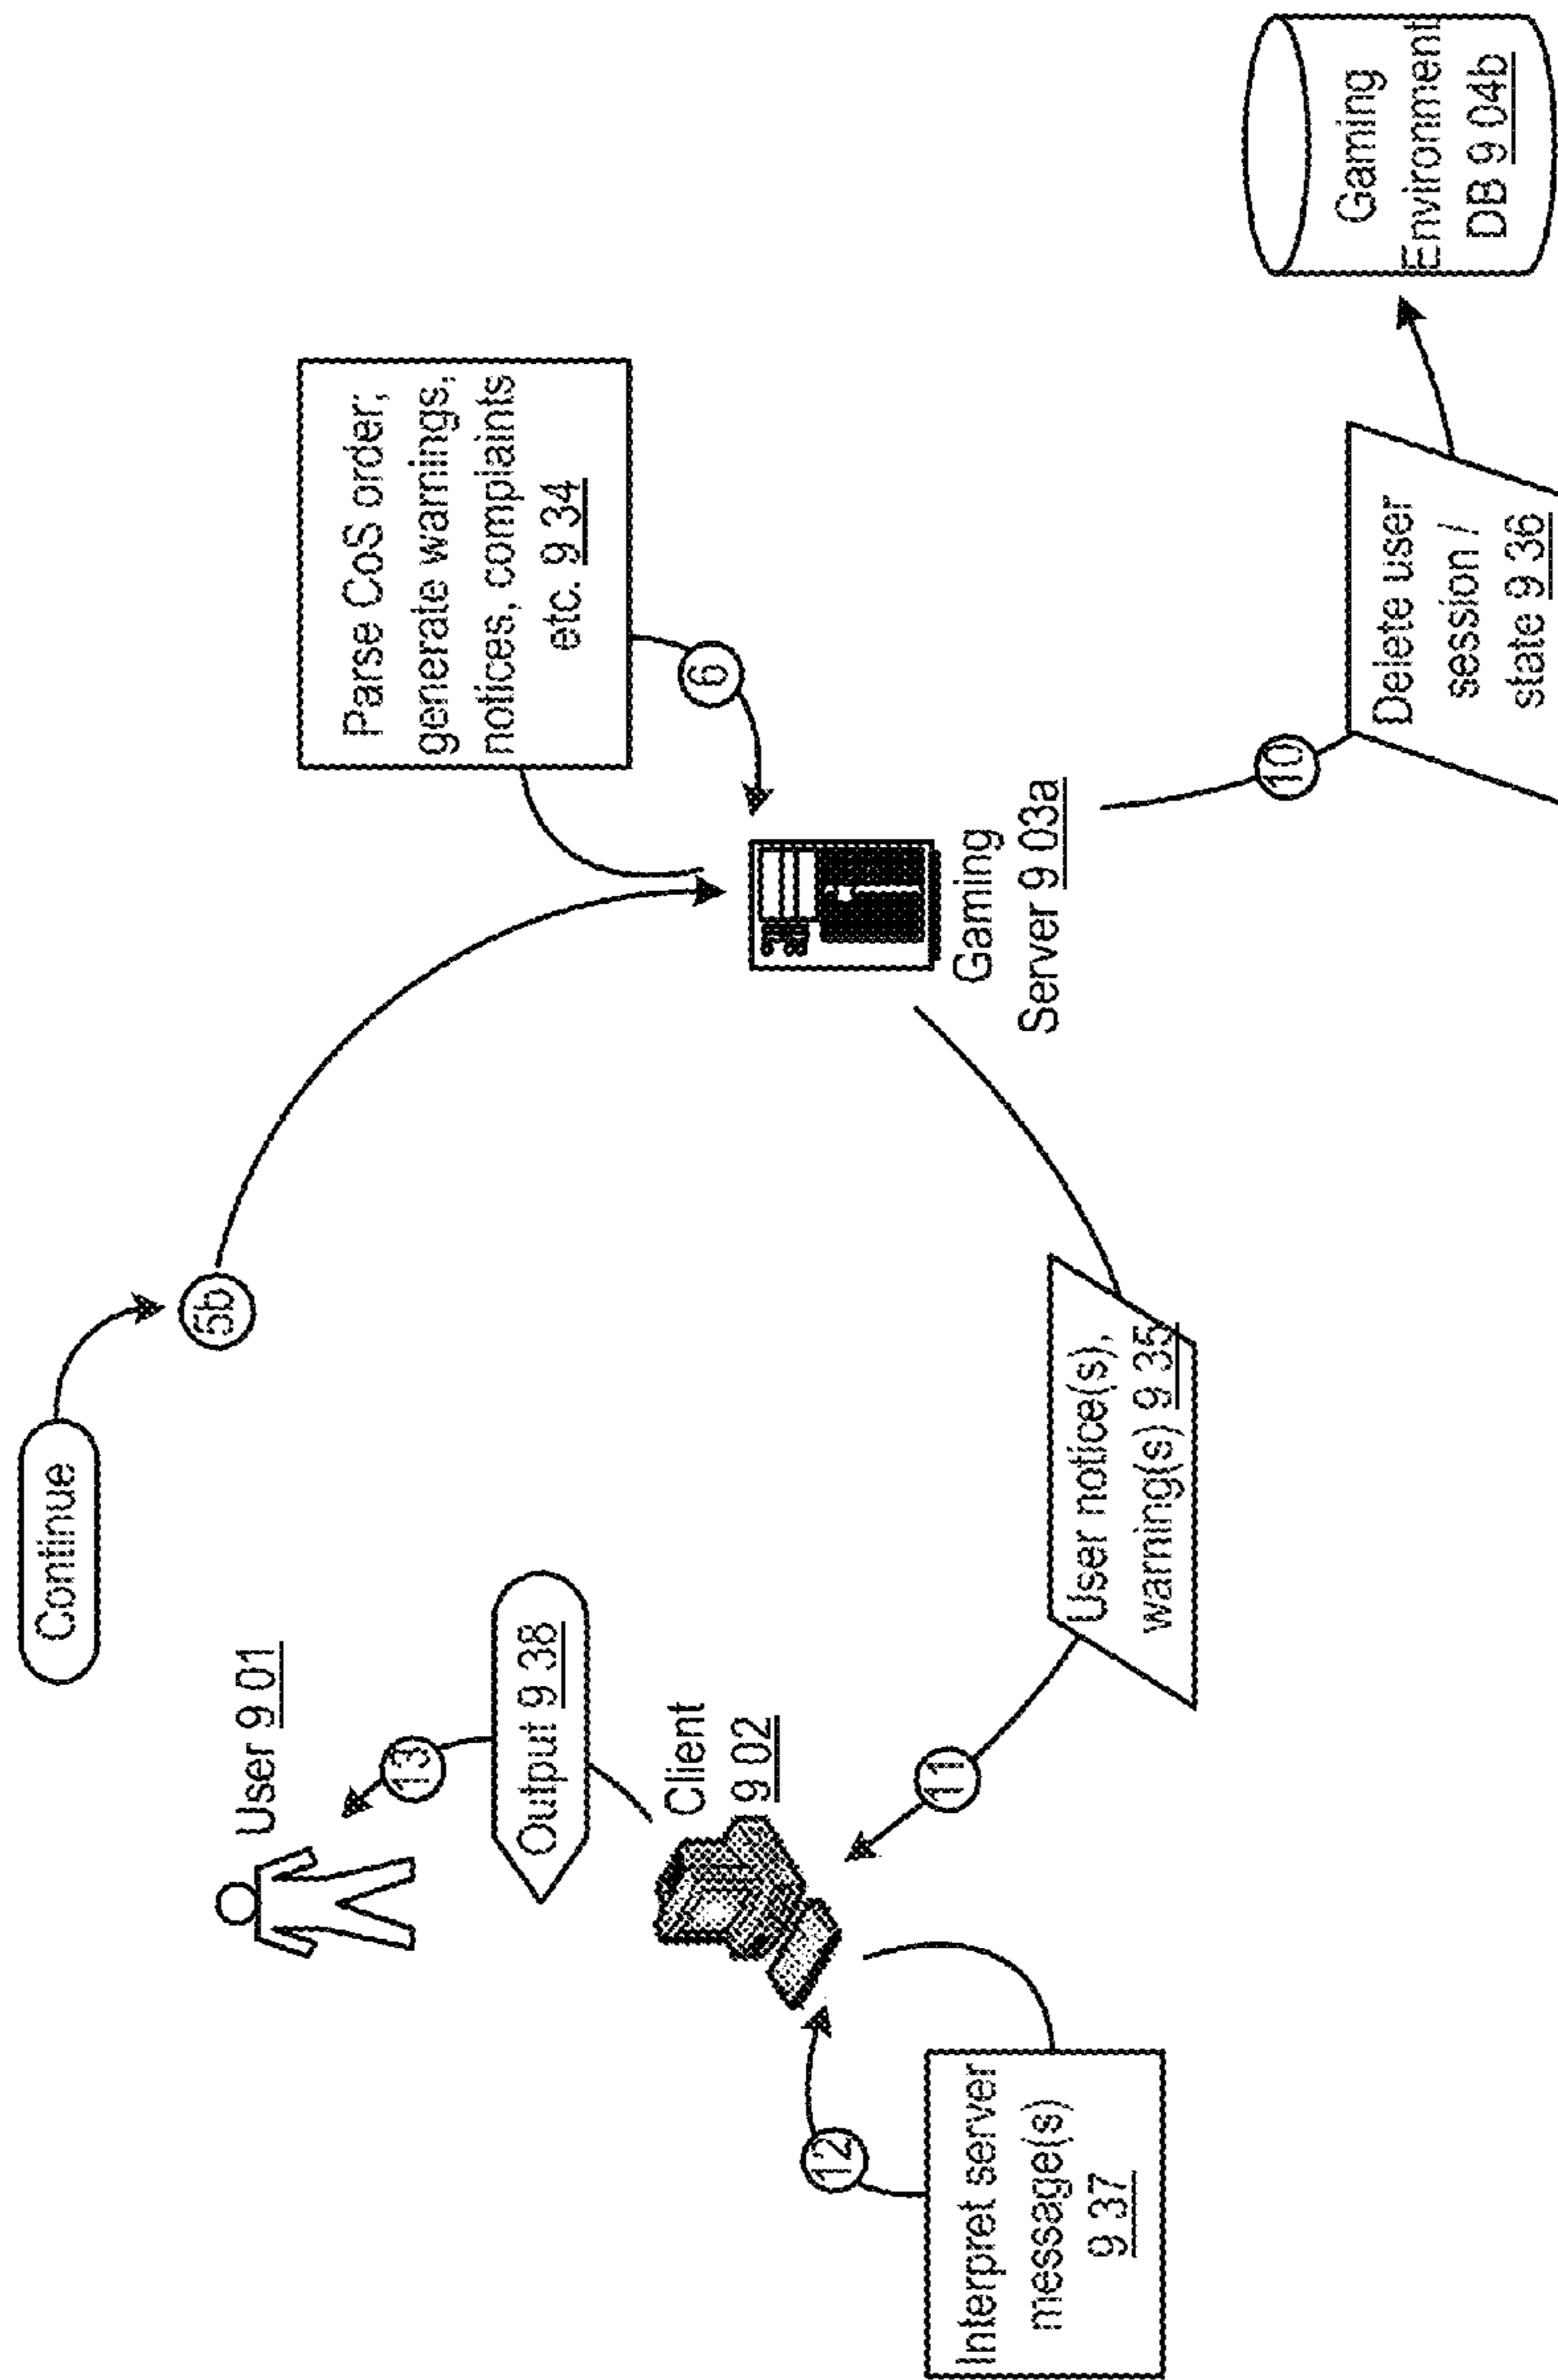 Continue
5b
User 9 01
13
Output 9 38
Client
9 02
Parse CoS order;
generate warnings,
notices, complaints
etc. 9 34
6
Gaming
Server 9 03a
11
12
Interpret server
message(s)
9 37
User notice(s),
warning(s) 9 35
10
Delete user
session /
state 9 36
Gaming
Environment
DB 9 04b